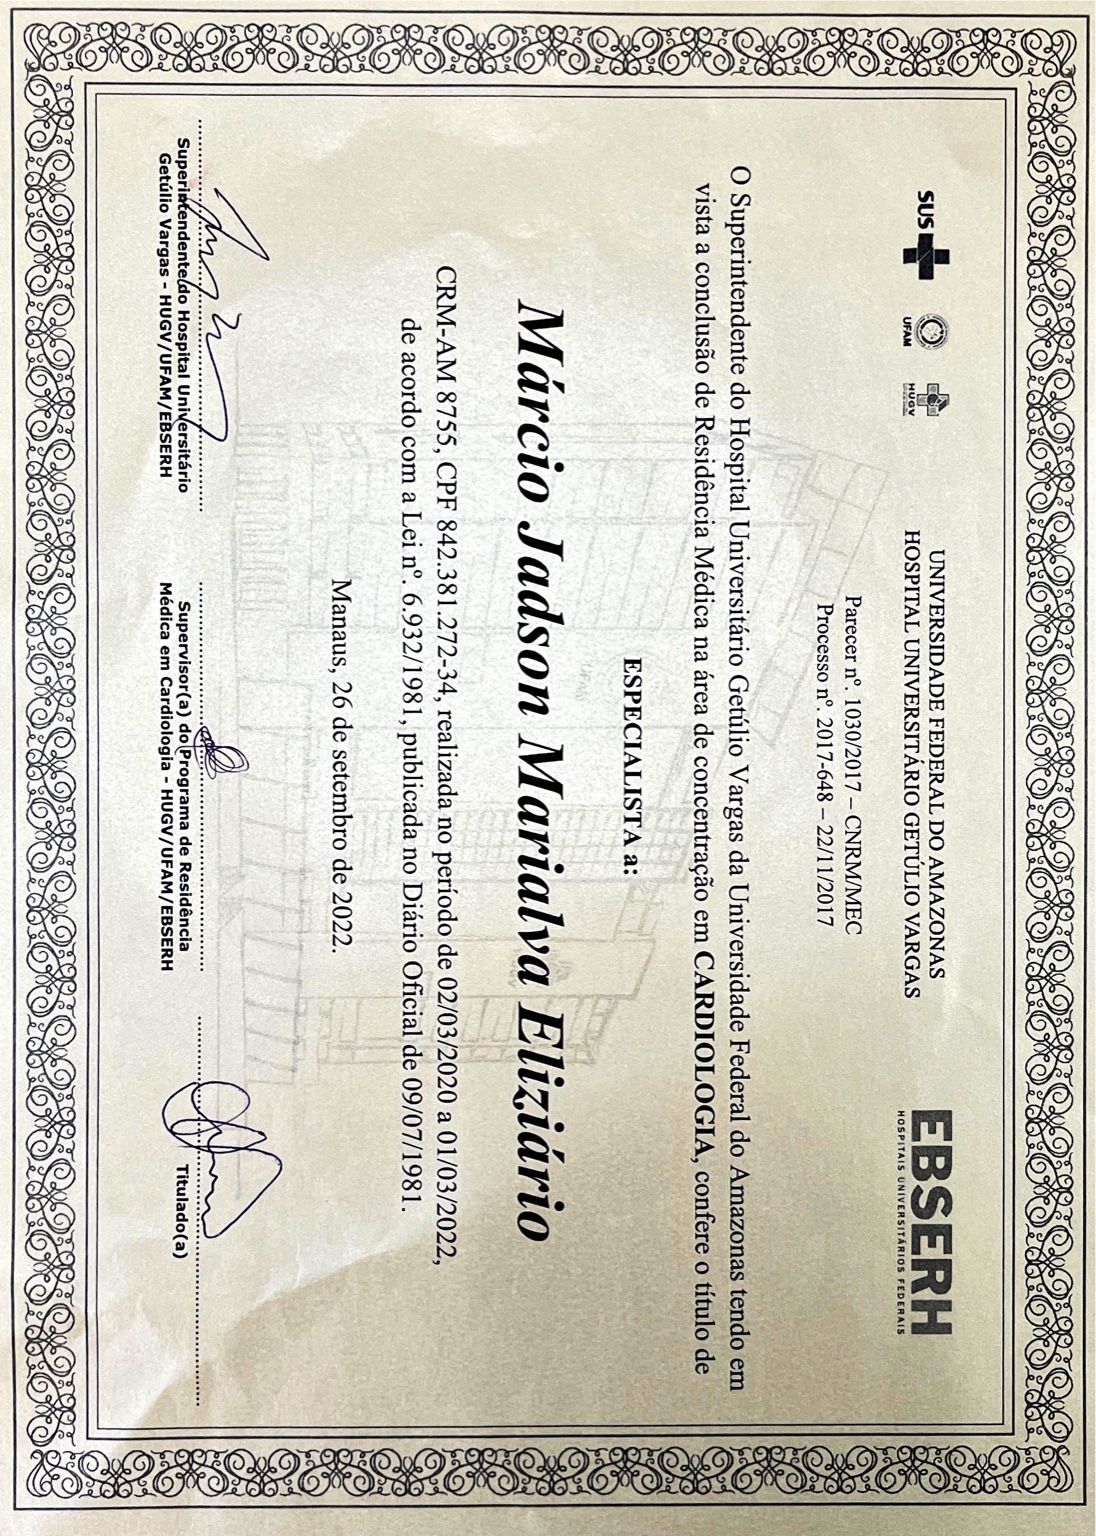 SUS
UFAM
HUGV
UNIVERSIDADE FEDERAL DO AMAZONAS
HOSPITAL UNIVERSITÁRIO GETÚLIO VARGAS
EBSERH
HOSPITAIS UNIVERSITÁRIOS FEDERAIS
Parecer nº. 1030/2017 – CNRM/MEC
Processo nº. 2017-648 – 22/11/2017
O Superintendente do Hospital Universitário Getúlio Vargas da Universidade Federal do Amazonas tendo em
vista a conclusão de Residência Médica na área de concentração em CARDIOLOGIA, confere o título de
ESPECIALISTA a:
Márcio Jadson Marialva Eliziário
CRM-AM 8755, CPF 842.381.272-34, realizada no período de 02/03/2020 a 01/03/2022,
de acordo com a Lei nº. 6.932/1981, publicada no Diário Oficial de 09/07/1981.
Manaus, 26 de setembro de 2022.
Superintendente do Hospital Universitário
Getúlio Vargas - HUGV/UFAM/EBSERH
Supervisor(a) do Programa de Residência
Médica em Cardiologia - HUGV/UFAM/EBSERH
Titulado(a)